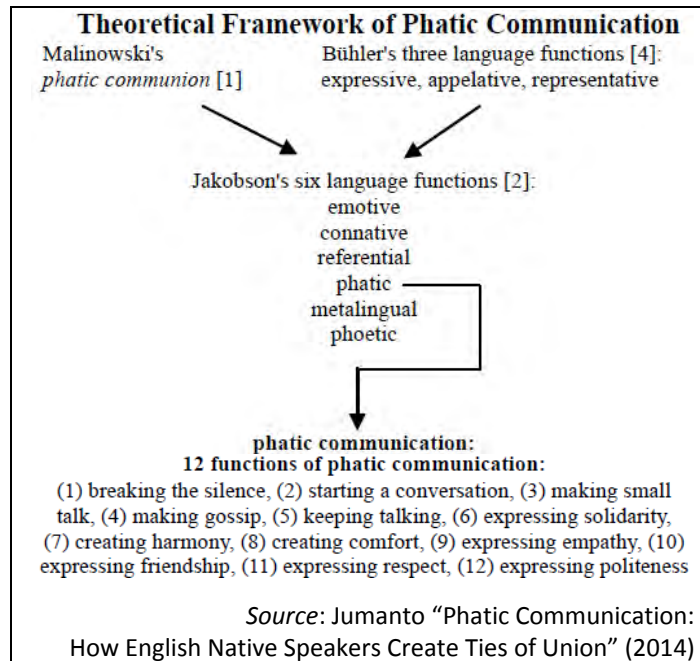 Theoretical Framework of Phatic Communication
Malinowski's
phatic communion [1]
Bühler's three language functions [4]:
expressive, appelative, representative
Jakobson's six language functions [2]:
emotive
connative
referential
phatic
metalingual
phoetic
phatic communication:
12 functions of phatic communication:
(1) breaking the silence, (2) starting a conversation, (3) making small
talk, (4) making gossip, (5) keeping talking, (6) expressing solidarity,
(7) creating harmony, (8) creating comfort, (9) expressing empathy, (10)
expressing friendship, (11) expressing respect, (12) expressing politeness
Source: Jumanto “Phatic Communication:
How English Native Speakers Create Ties of Union” (2014)